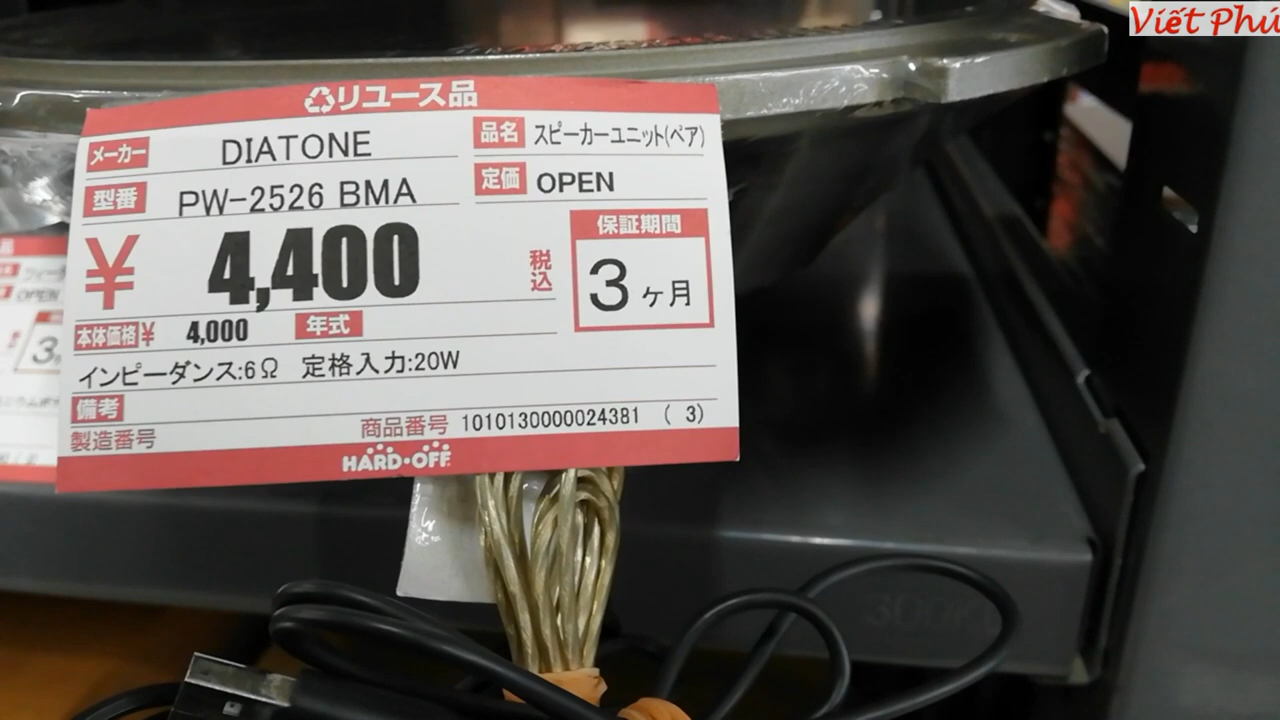 Viết Phú
リユース品
メーカー DIATONE
品名 スピーカーユニット(ペア)
型番 PW-2526 BMA
定価 OPEN
¥ 4,400 税込
保証期間
3ヶ月
本体価格¥ 4,000 年式
インピーダンス:6Ω 定格入力:20W
備考
製造番号
商品番号 1010130000024381 ( 3)
HARD・OFF
OPEN
3